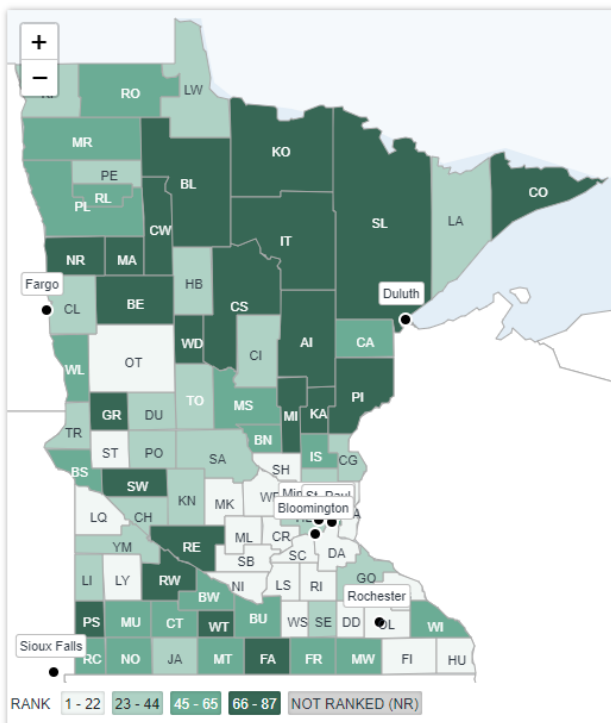 +
−
RO
LW
MR
KO
PE
BL
RL
PL
CO
SL
LA
CW
IT
NR
MA
Fargo
HB
CL
BE
CS
Duluth
WD
AI
CA
CI
OT
WL
PI
TO
MS
MI
KA
GR
DU
TR
BN
ST
PO
SA
IS
CG
BS
SH
SW
KN
MK
St. Paul
Bloomington
LQ
CH
ML
CR
RE
YM
SB
SC
DA
LI
LY
RW
NI
LS
RI
GO
BW
Rochester
PS
MU
CT
WT
BU
WS
SE
DD
OL
WI
Sioux Falls
RC
NO
JA
MT
FA
FR
MW
FI
HU
RANK 1 - 22 23 - 44 45 - 65 66 - 87 NOT RANKED (NR)